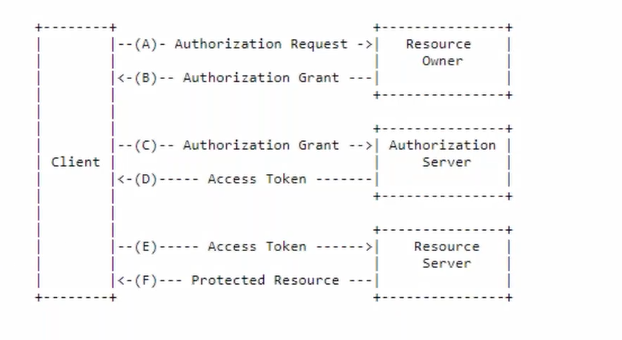 --(A)- Authorization Request -> Resource
Owner
<-(B)-- Authorization Grant ---
--(C)-- Authorization Grant --> Authorization
Client Server
<-(D)----- Access Token -------
--(E)----- Access Token ------> Resource
Server
<-(F)--- Protected Resource ---